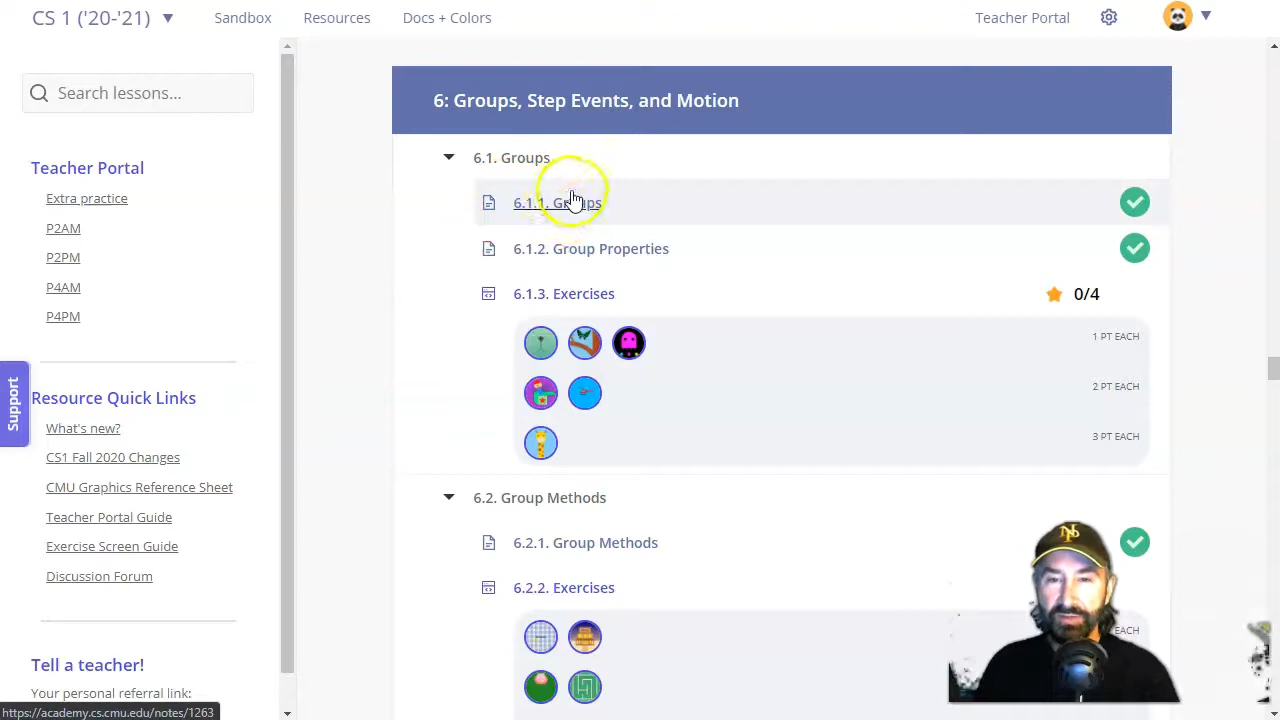 CS 1 ('20-'21) ▼
Sandbox
Resources
Docs + Colors
Teacher Portal
Search lessons...
Teacher Portal
Extra practice
P2AM
P2PM
P4AM
P4PM
Resource Quick Links
What's new?
CS1 Fall 2020 Changes
CMU Graphics Reference Sheet
Teacher Portal Guide
Exercise Screen Guide
Discussion Forum
Tell a teacher!
Your personal referral link:
https://academy.cs.cmu.edu/notes/1263
Support
6: Groups, Step Events, and Motion
6.1. Groups
6.1.1. Groups
6.1.2. Group Properties
6.1.3. Exercises
0/4
1 PT EACH
2 PT EACH
3 PT EACH
6.2. Group Methods
6.2.1. Group Methods
6.2.2. Exercises
EACH